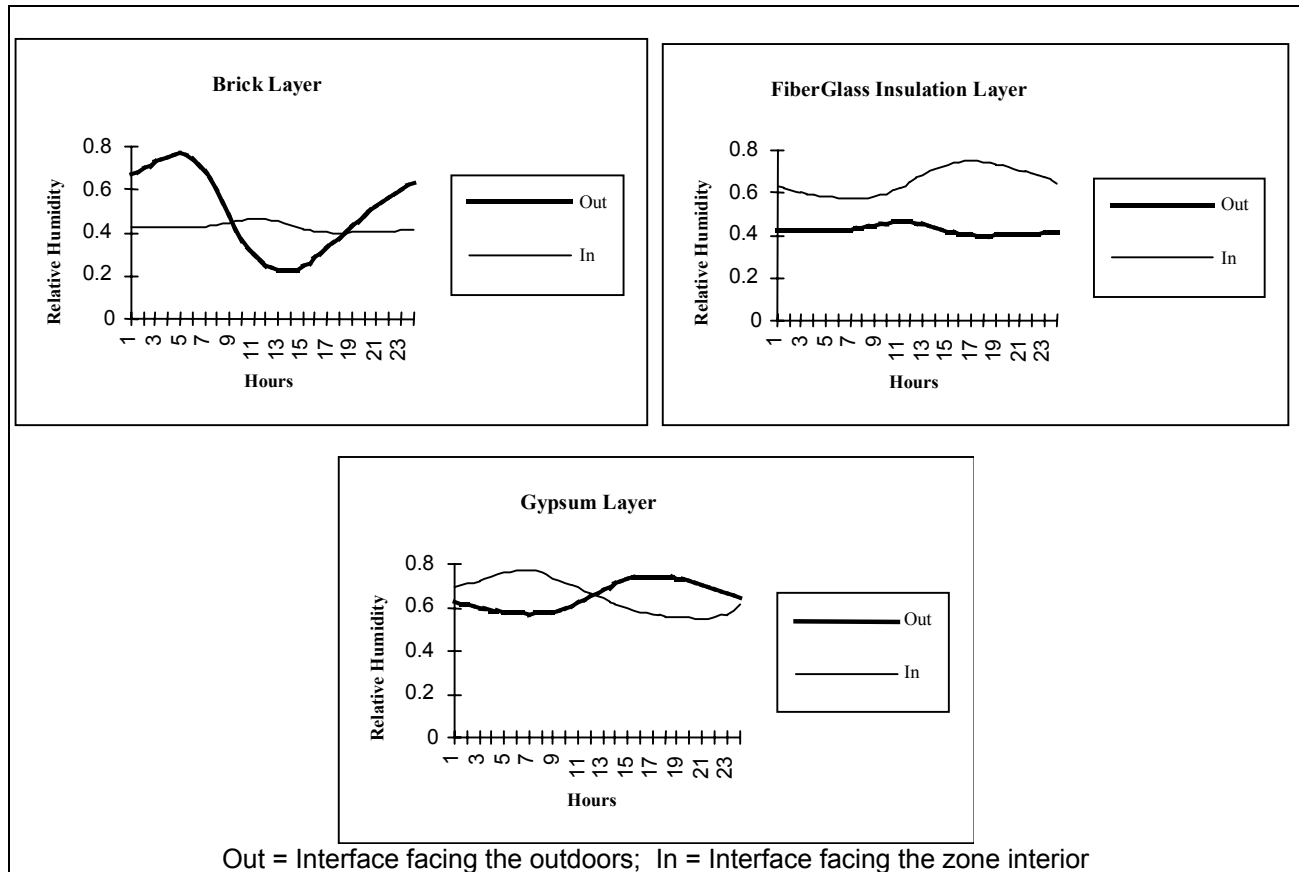 Brick Layer
0.8
0.6
0.4
0.2
0
Relative Humidity
1 3 5 7 9 11 13 15 17 19 21 23
Hours
Out
In
FiberGlass Insulation Layer
0.8
0.6
0.4
0.2
0
Relative Humidity
1 3 5 7 9 11 13 15 17 19 21 23
Hours
Out
In
Gypsum Layer
0.8
0.6
0.4
0.2
0
Relative Humidity
1 3 5 7 9 11 13 15 17 19 21 23
Hours
Out
In
Out = Interface facing the outdoors; In = Interface facing the zone interior